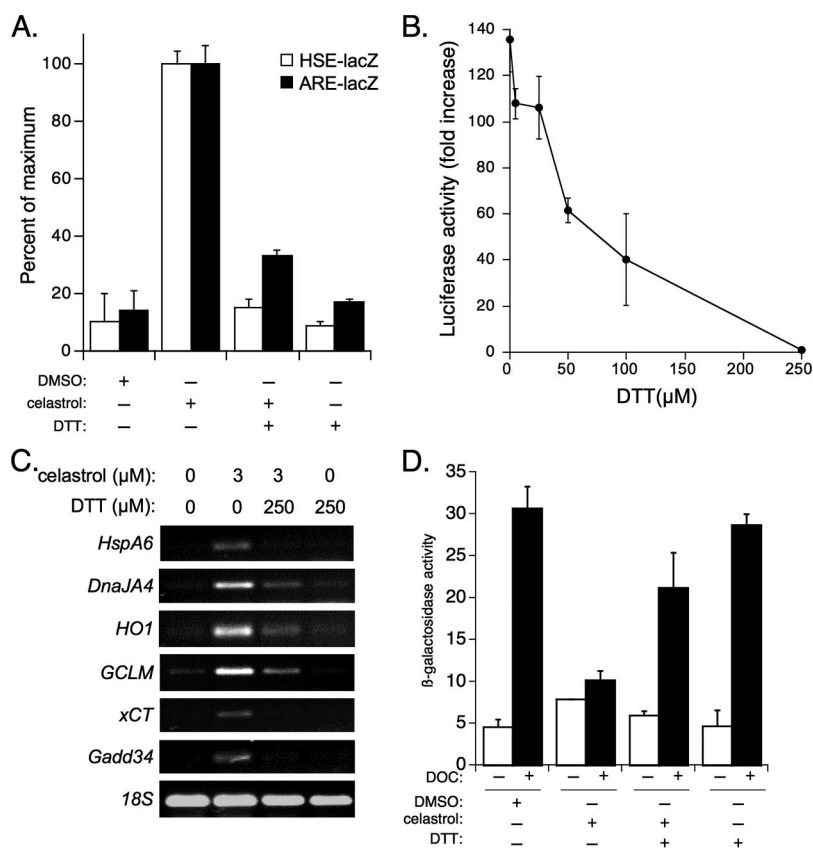 A.
Percent of maximum
100
80
60
40
20
0
HSE-lacZ
ARE-lacZ
DMSO: + – – –
celastrol: – + + –
DTT: – – + +
B.
Luciferase activity (fold increase)
140
120
100
80
60
40
20
0
0 50 100 150 200 250
DTT(µM)
C.
celastrol (µM): 0 3 3 0
DTT (µM): 0 0 250 250
HspA6
DnaJA4
HO1
GCLM
xCT
Gadd34
18S
D.
ß-galactosidase activity
35
30
25
20
15
10
5
0
DOC: – + – + – + – +
DMSO: + – – –
celastrol: – + + –
DTT: – – + +